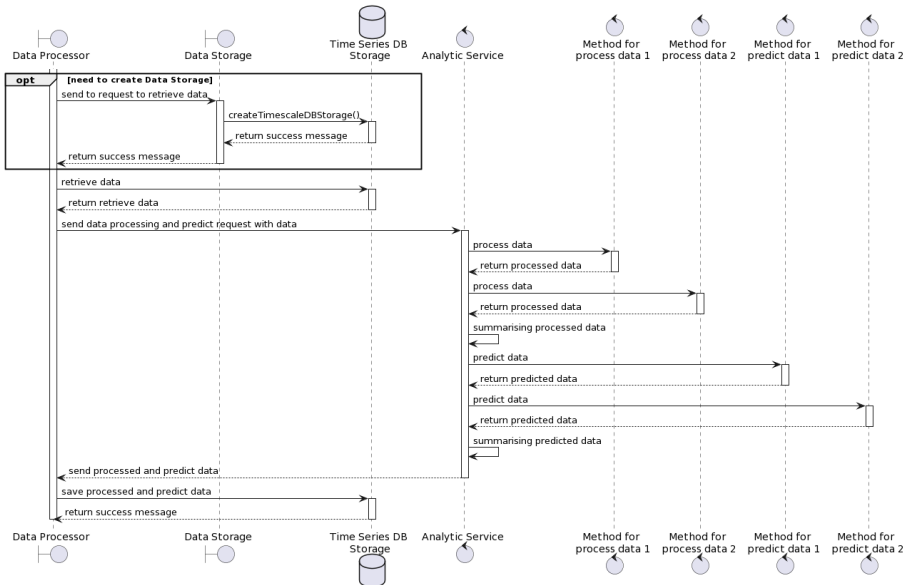 Data Processor
Data Storage
Time Series DB
Storage
Analytic Service
Method for
process data 1
Method for
process data 2
Method for
predict data 1
Method for
predict data 2
opt
[need to create Data Storage]
send to request to retrieve data
createTimescaleDBStorage()
return success message
return success message
retrieve data
return retrieve data
send data processing and predict request with data
process data
return processed data
process data
return processed data
summarising processed data
predict data
return predicted data
predict data
return predicted data
summarising predicted data
send processed and predict data
save processed and predict data
return success message
Data Processor
Data Storage
Time Series DB
Storage
Analytic Service
Method for
process data 1
Method for
process data 2
Method for
predict data 1
Method for
predict data 2